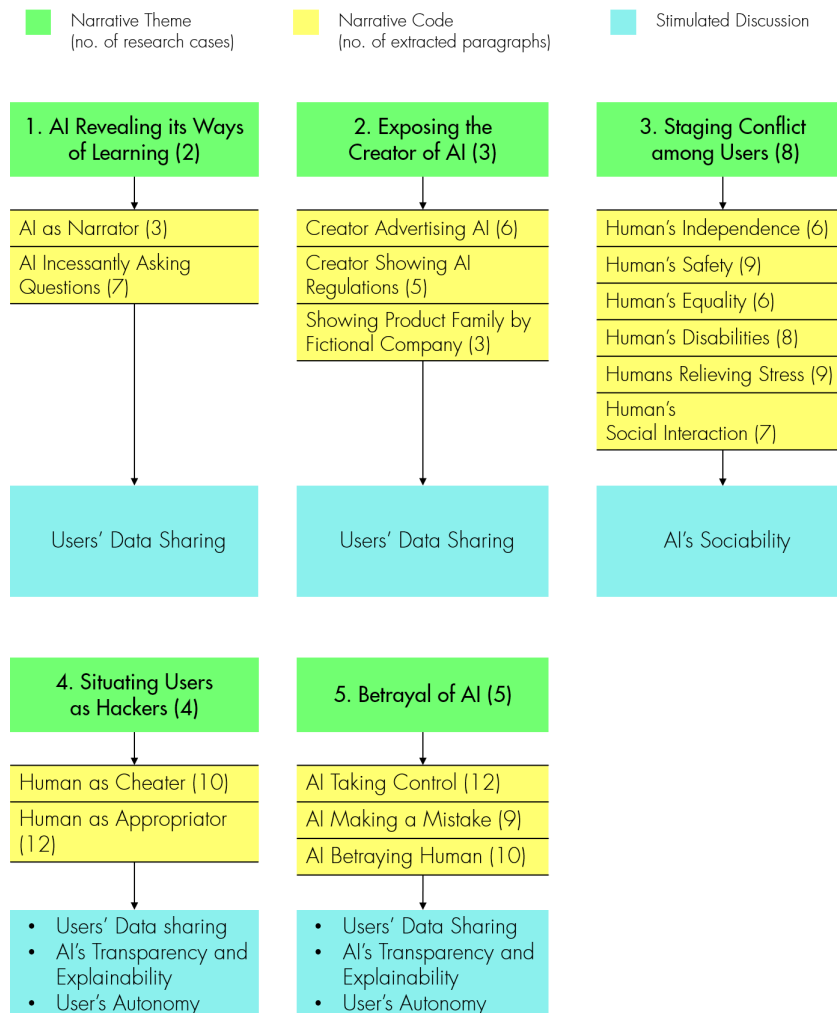 Narrative Theme
(no. of research cases)
Narrative Code
(no. of extracted paragraphs)
Stimulated Discussion
1. AI Revealing its Ways
of Learning (2)
AI as Narrator (3)
AI Incessantly Asking
Questions (7)
Users' Data Sharing
2. Exposing the
Creator of AI (3)
Creator Advertising AI (6)
Creator Showing AI
Regulations (5)
Showing Product Family by
Fictional Company (3)
Users' Data Sharing
3. Staging Conflict
among Users (8)
Human's Independence (6)
Human's Safety (9)
Human's Equality (6)
Human's Disabilities (8)
Humans Relieving Stress (9)
Human's
Social Interaction (7)
AI's Sociability
4. Situating Users
as Hackers (4)
Human as Cheater (10)
Human as Appropriator
(12)
• Users' Data sharing
• AI's Transparency and
Explainability
• User's Autonomy
5. Betrayal of AI (5)
AI Taking Control (12)
AI Making a Mistake (9)
AI Betraying Human (10)
• Users' Data Sharing
• AI's Transparency and
Explainability
• User's Autonomy